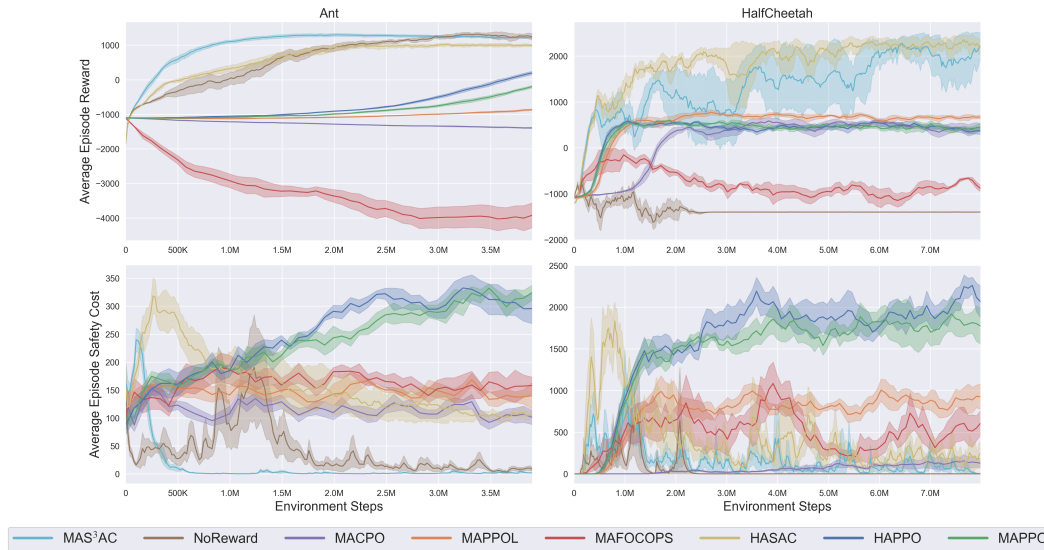 Ant
HalfCheetah
Average Episode Reward
1000
0
−1000
−2000
−3000
−4000
0 500K 1.0M 1.5M 2.0M 2.5M 3.0M 3.5M
2000
1000
0
−1000
−2000
0 1.0M 2.0M 3.0M 4.0M 5.0M 6.0M 7.0M
Average Episode Safety Cost
350
300
250
200
150
100
50
0
0 500K 1.0M 1.5M 2.0M 2.5M 3.0M 3.5M
Environment Steps
2500
2000
1500
1000
500
0
0 1.0M 2.0M 3.0M 4.0M 5.0M 6.0M 7.0M
Environment Steps
MAS³AC NoReward MACPO MAPPOL MAFOCOPS HASAC HAPPO MAPPO